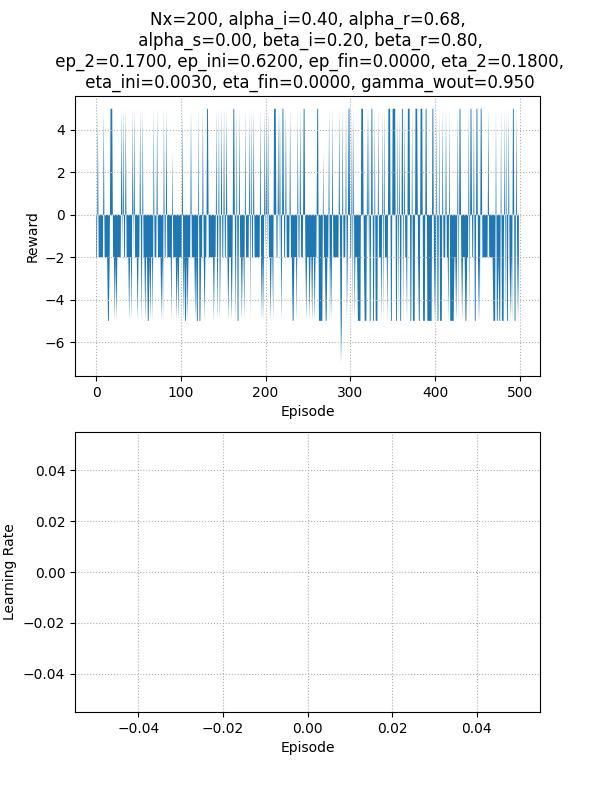 Nx=200, alpha_i=0.40, alpha_r=0.68,
alpha_s=0.00, beta_i=0.20, beta_r=0.80,
ep_2=0.1700, ep_ini=0.6200, ep_fin=0.0000, eta_2=0.1800,
eta_ini=0.0030, eta_fin=0.0000, gamma_wout=0.950
4
2
0
−2
−4
−6
Reward
0 100 200 300 400 500
Episode
0.04
0.02
0.00
−0.02
−0.04
Learning Rate
−0.04 −0.02 0.00 0.02 0.04
Episode